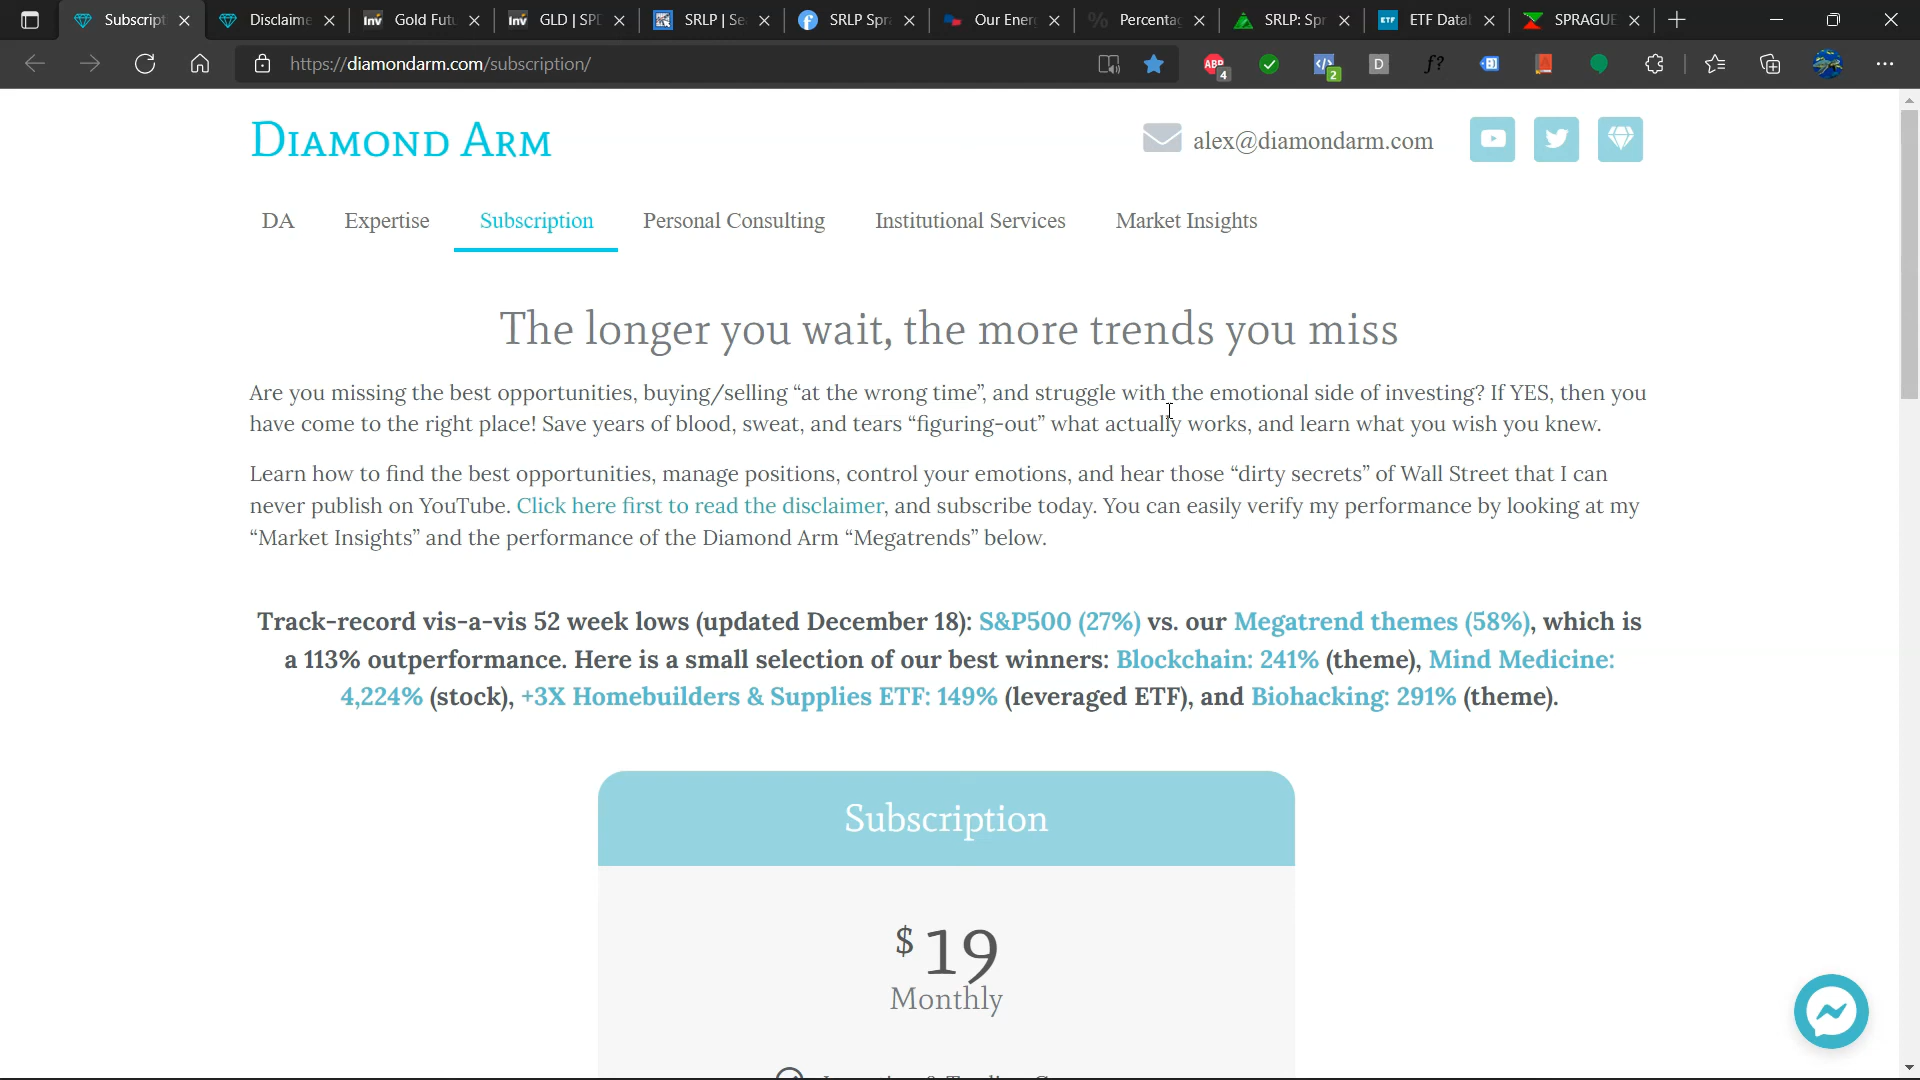 Subscript
Disclaime
Inv Gold Futu
Inv GLD | SPD
SRLP | Se
SRLP Spra
Our Ener
% Percentag
SRLP: Spr
ETF ETF Datal
SPRAGUE
https://diamondarm.com/subscription/
ABP
4
2
D
f?
DIAMOND ARM
alex@diamondarm.com
DA
Expertise
Subscription
Personal Consulting
Institutional Services
Market Insights
The longer you wait, the more trends you miss
Are you missing the best opportunities, buying/selling “at the wrong time”, and struggle with the emotional side of investing? If YES, then you
have come to the right place! Save years of blood, sweat, and tears “figuring-out” what actually works, and learn what you wish you knew.
Learn how to find the best opportunities, manage positions, control your emotions, and hear those “dirty secrets” of Wall Street that I can
never publish on YouTube. Click here first to read the disclaimer, and subscribe today. You can easily verify my performance by looking at my
“Market Insights” and the performance of the Diamond Arm “Megatrends” below.
Track-record vis-a-vis 52 week lows (updated December 18): S&P500 (27%) vs. our Megatrend themes (58%), which is
a 113% outperformance. Here is a small selection of our best winners: Blockchain: 241% (theme), Mind Medicine:
4,224% (stock), +3X Homebuilders & Supplies ETF: 149% (leveraged ETF), and Biohacking: 291% (theme).
Subscription
$19
Monthly